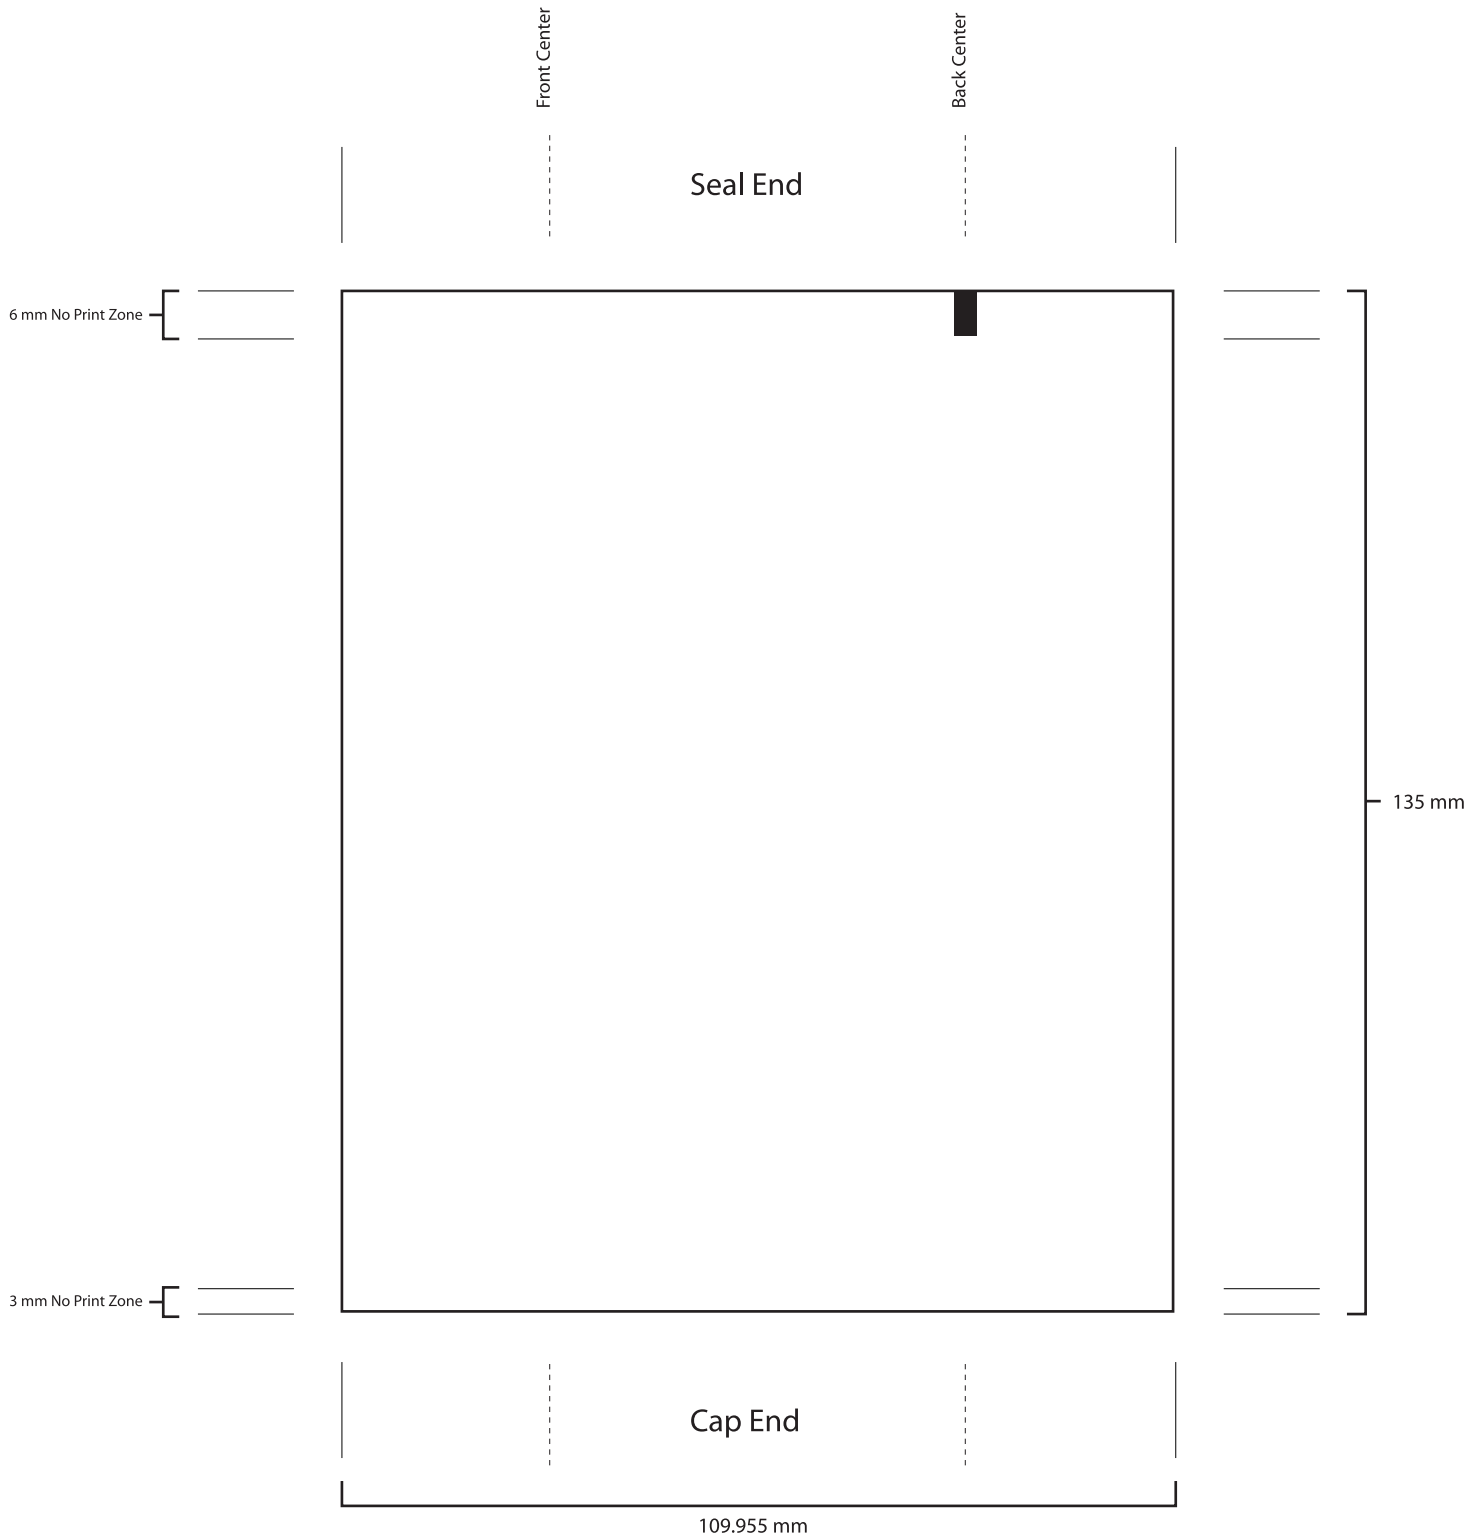 Front Center
Back Center
Seal End
6 mm No Print Zone
135 mm
3 mm No Print Zone
Cap End
109.955 mm